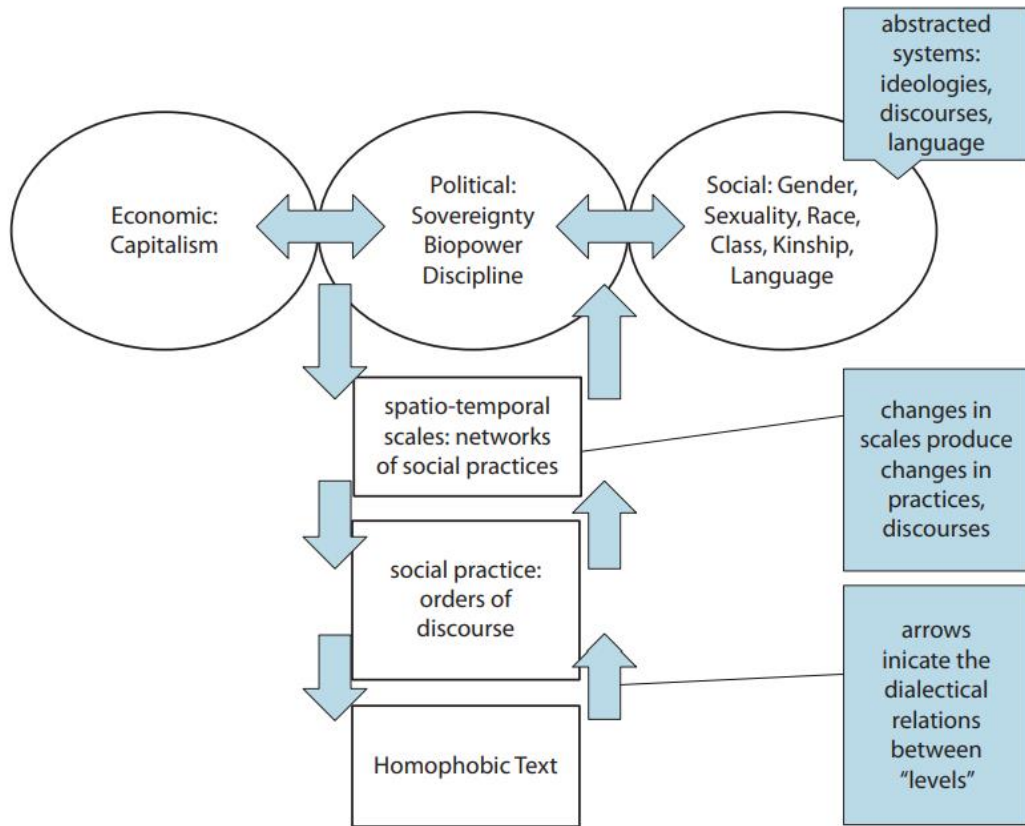 abstracted
systems:
ideologies,
discourses,
language
Economic:
Capitalism
Political:
Sovereignty
Biopower
Discipline
Social: Gender,
Sexuality, Race,
Class, Kinship,
Language
spatio-temporal
scales: networks
of social practices
changes in
scales produce
changes in
practices,
discourses
social practice:
orders of
discourse
arrows
inicate the
dialectical
relations
between
“levels”
Homophobic Text